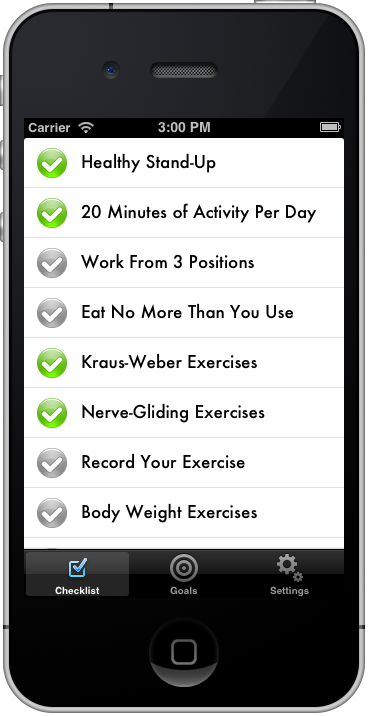 Carrier 3:00 PM
Healthy Stand-Up
20 Minutes of Activity Per Day
Work From 3 Positions
Eat No More Than You Use
Kraus-Weber Exercises
Nerve-Gliding Exercises
Record Your Exercise
Body Weight Exercises
Checklist Goals Settings